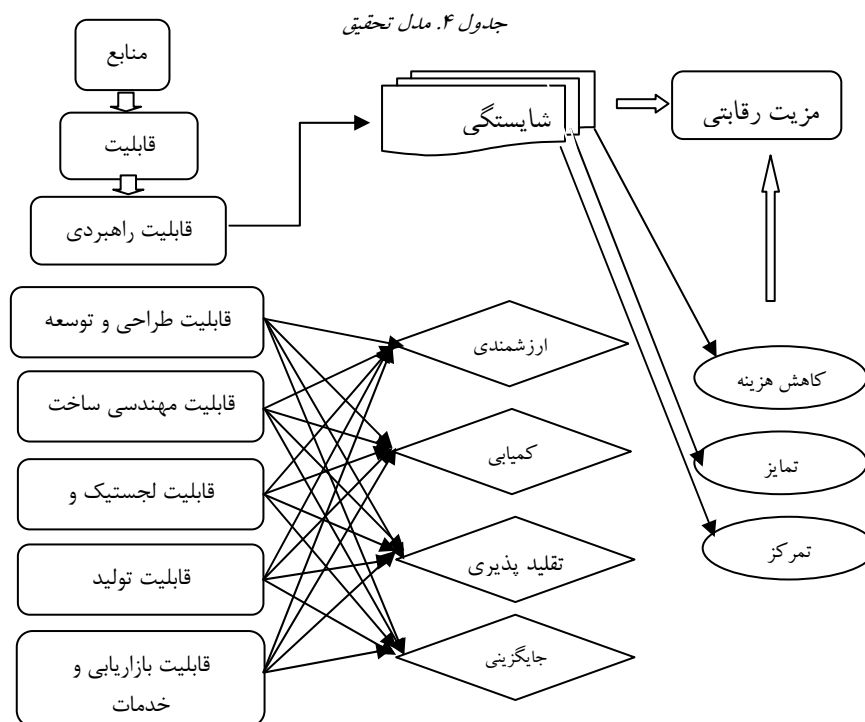 جدول ۴. مدل تحقیق
منابع
قابلیت
قابلیت راهبردی
شایستگی
مزیت رقابتی
قابلیت طراحی و توسعه
قابلیت مهندسی ساخت
قابلیت لجستیک و
قابلیت تولید
قابلیت بازاریابی و
خدمات
ارزشمندی
کمیابی
تقلید پذیری
جایگزینی
کاهش هزینه
تمایز
تمرکز